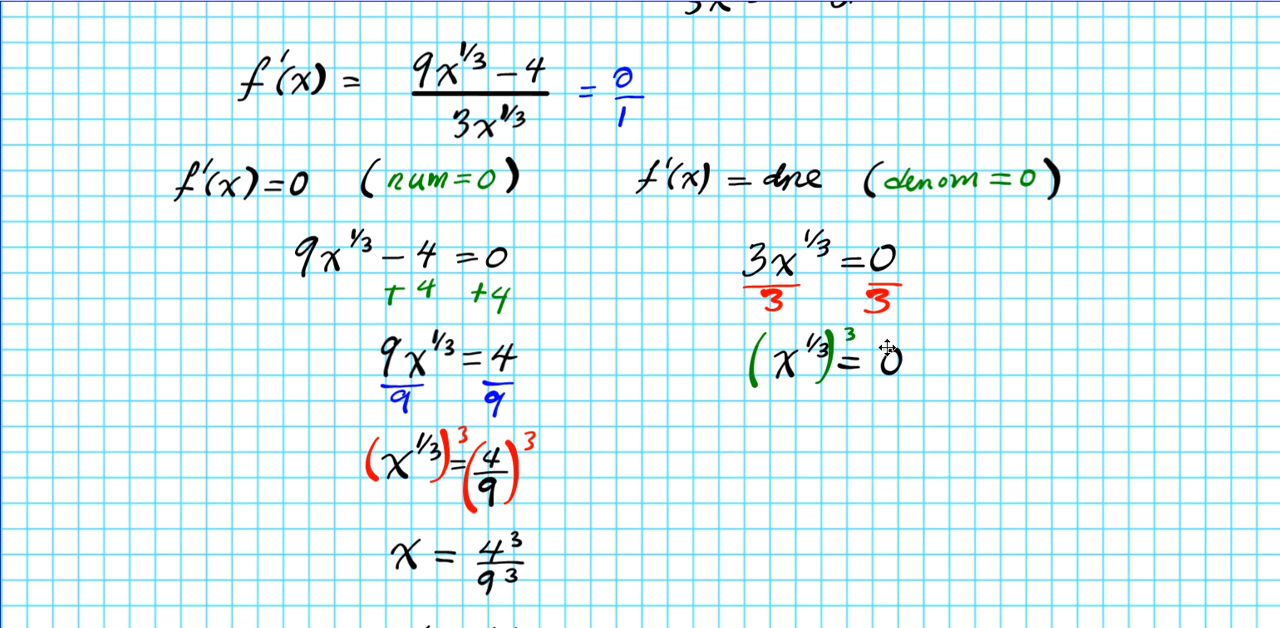 f'(x) = (9x^{1/3} - 4)/(3x^{1/3}) = 0/1
f'(x) = 0 (num = 0)
9x^{1/3} - 4 = 0
+4 +4
9x^{1/3} = 4
9 9
(x^{1/3})^3 = (4/9)^3
x = 4^3/9^3
f'(x) = dne (denom = 0)
3x^{1/3} = 0
3 3
(x^{1/3})^3 = 0